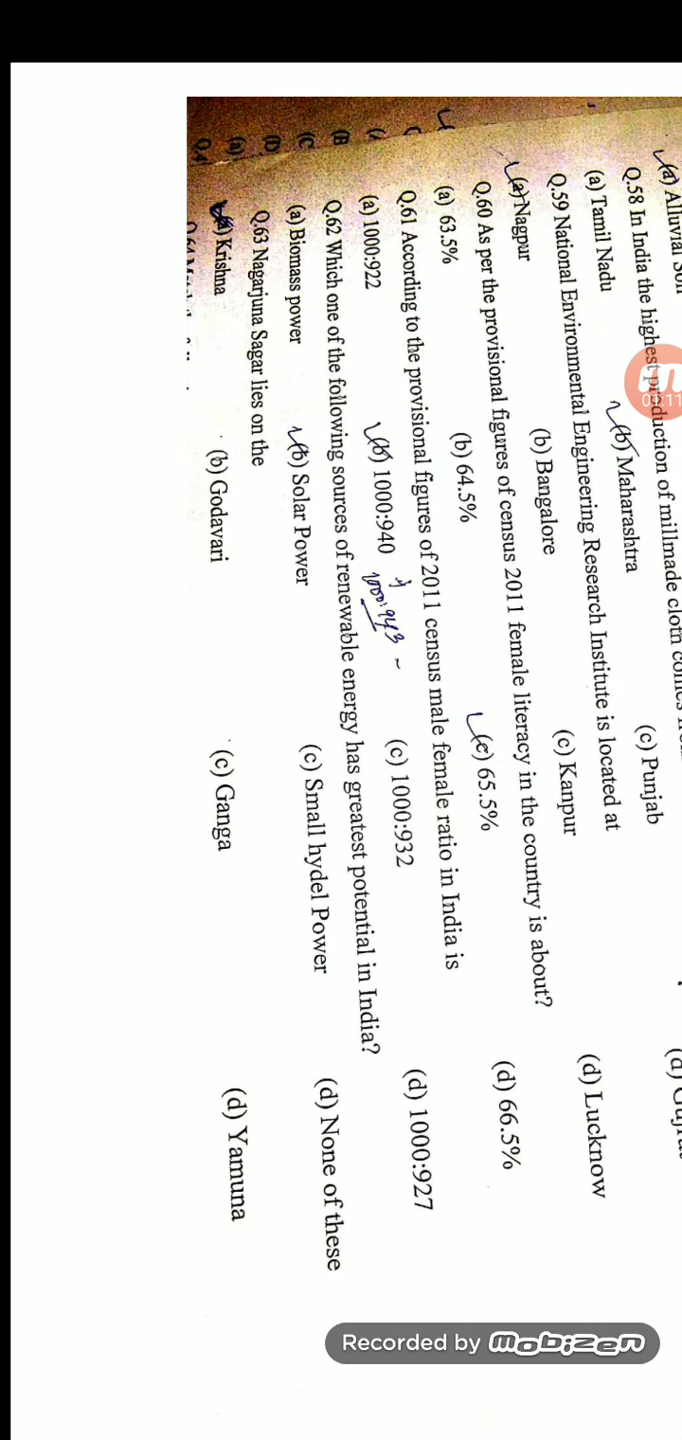 (a) Alluvial Soil
Q.58 In India the highest production of millmade cloth comes
(a) Tamil Nadu (b) Maharashtra (c) Punjab
Q.59 National Environmental Engineering Research Institute is located at
(a) Nagpur (b) Bangalore (c) Kanpur (d) Lucknow
Q.60 As per the provisional figures of census 2011 female literacy in the country is about?
(a) 63.5% (b) 64.5% (c) 65.5% (d) 66.5%
Q.61 According to the provisional figures of 2011 census male female ratio in India is
(a) 1000:922 (b) 1000:940 (c) 1000:932 (d) 1000:927
1000:943
Q.62 Which one of the following sources of renewable energy has greatest potential in India?
(a) Biomass power (b) Solar Power (c) Small hydel Power (d) None of these
Q.63 Nagarjuna Sagar lies on the
(a) Krishna (b) Godavari (c) Ganga (d) Yamuna
(B
(C
(D
(a)
09:11
Recorded by mobizen